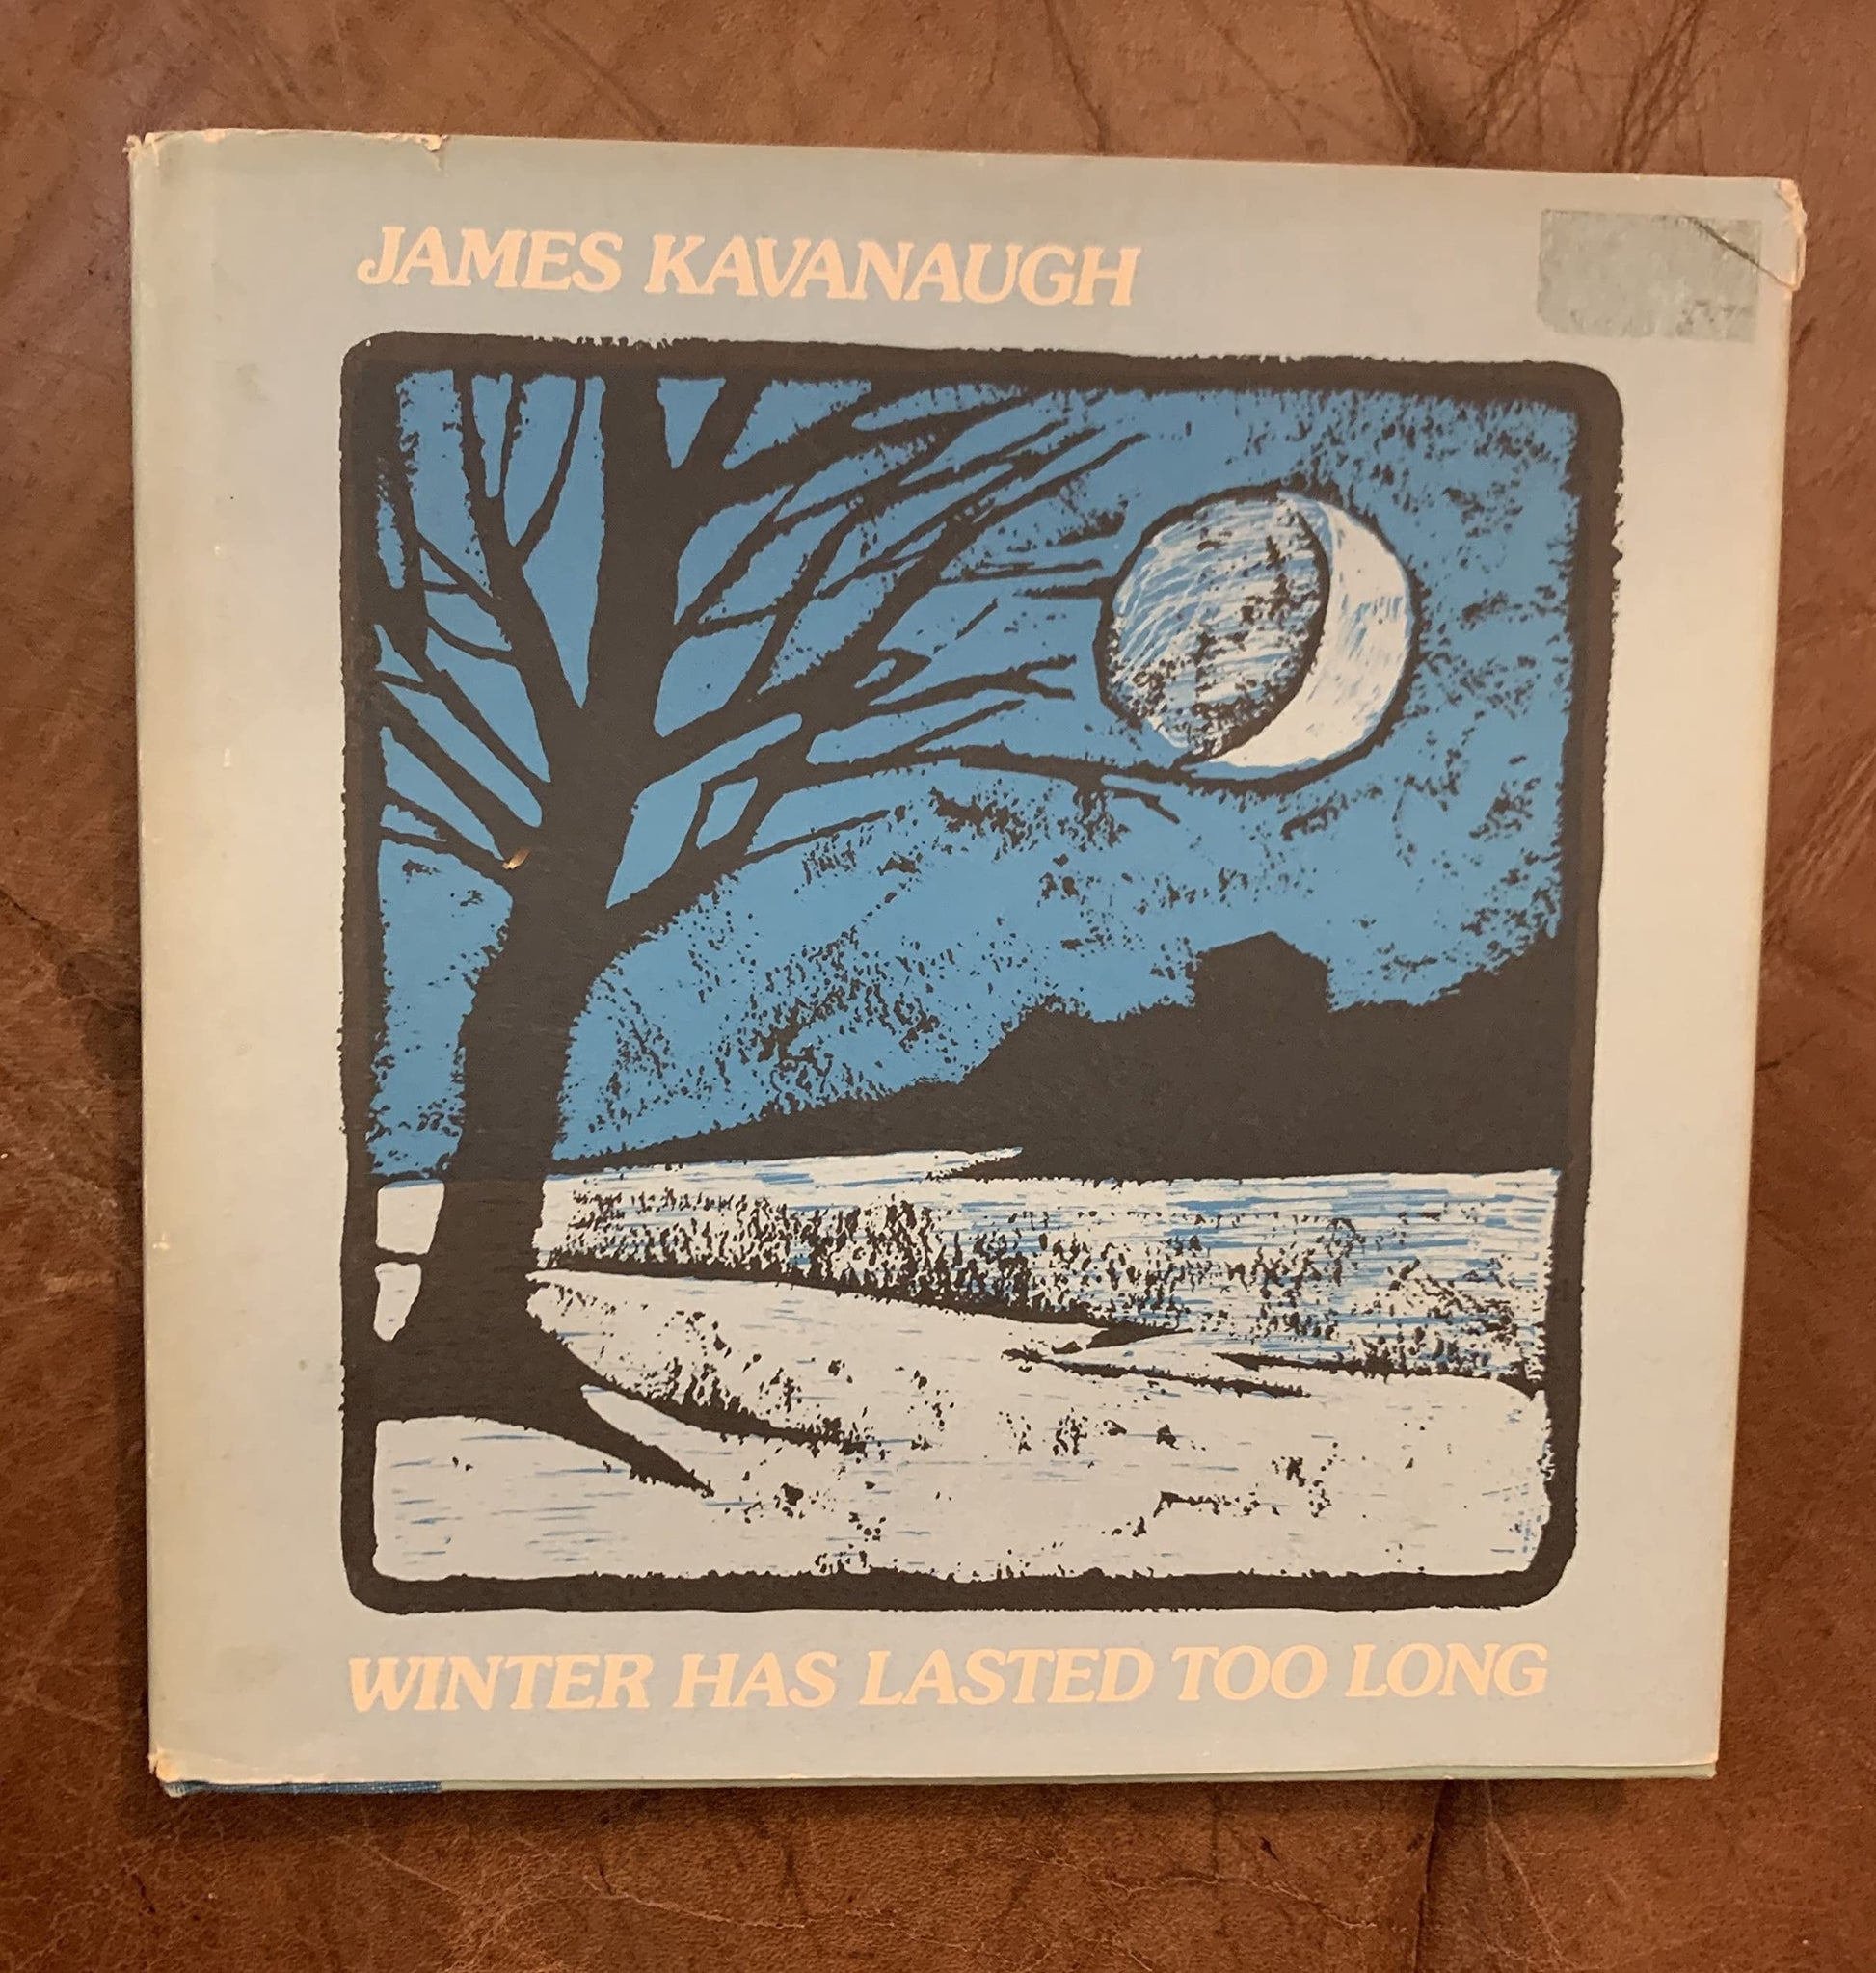 JAMES KAVANAUGH
WINTER HAS LASTED TOO LONG